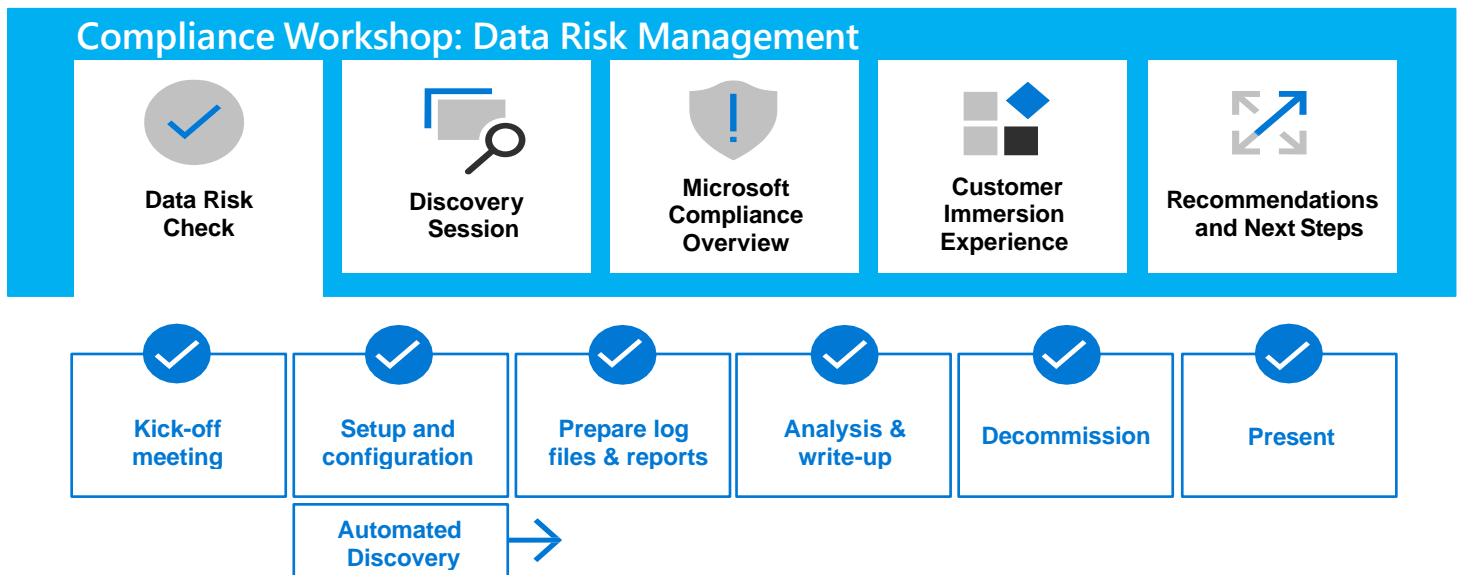 Compliance Workshop: Data Risk Management
Data Risk
Check
Discovery
Session
Microsoft
Compliance
Overview
Customer
Immersion
Experience
Recommendations
and Next Steps
Kick-off
meeting
Setup and
configuration
Prepare log
files & reports
Analysis &
write-up
Decommission
Present
Automated
Discovery